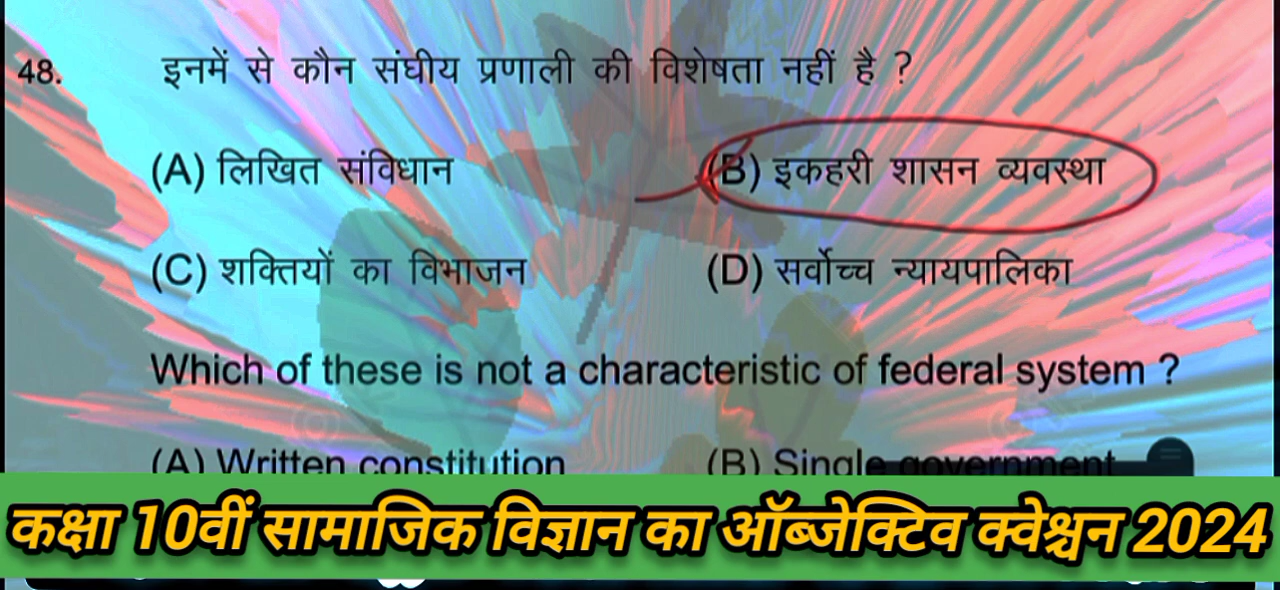 48. इनमें से कौन संघीय प्रणाली की विशेषता नहीं है ?
(A) लिखित संविधान (B) इकहरी शासन व्यवस्था
(C) शक्तियों का विभाजन (D) सर्वोच्च न्यायपालिका
Which of these is not a characteristic of federal system ?
(A) Written constitution (B) Single government
कक्षा 10वीं सामाजिक विज्ञान का ऑब्जेक्टिव क्वेश्चन 2024